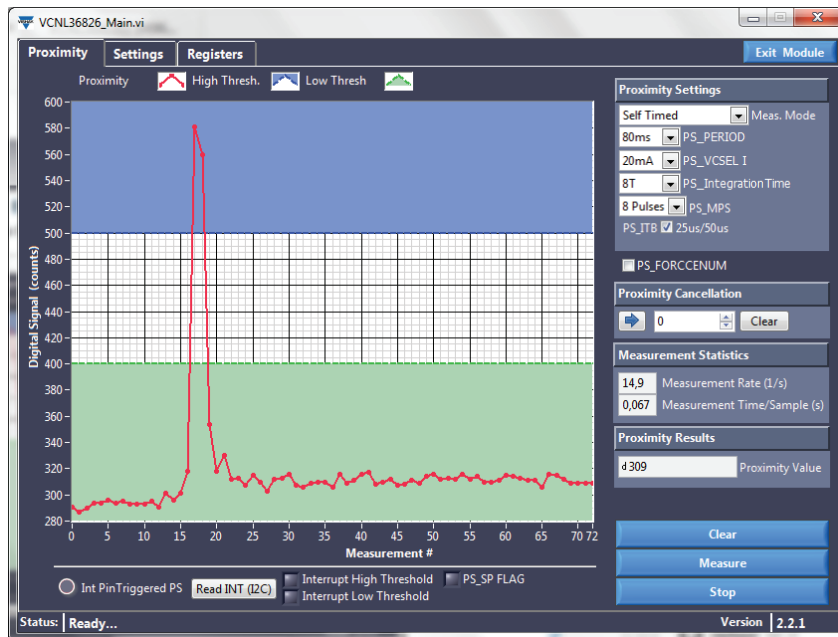 VISHAY VCNL36826_Main.vi
Proximity Settings Registers Exit Module
Proximity High Thresh. Low Thresh
600
580
560
540
520
500
480
460
440
420
400
380
360
340
320
300
280
Digital Signal (counts)
0 5 10 15 20 25 30 35 40 45 50 55 60 65 70 72
Measurement #
Int PinTriggered PS Read INT (I2C) Interrupt High Threshold PS_SP FLAG
Interrupt Low Threshold
Proximity Settings
Self Timed Meas. Mode
80ms PS_PERIOD
20mA PS_VCSEL I
8T PS_IntegrationTime
8 Pulses PS_MPS
PS_ITB 25us/50us
PS_FORCCENUM
Proximity Cancellation
0 Clear
Measurement Statistics
14,9 Measurement Rate (1/s)
0,067 Measurement Time/Sample (s)
Proximity Results
d 309 Proximity Value
Clear
Measure
Stop
Status: Ready... Version 2.2.1